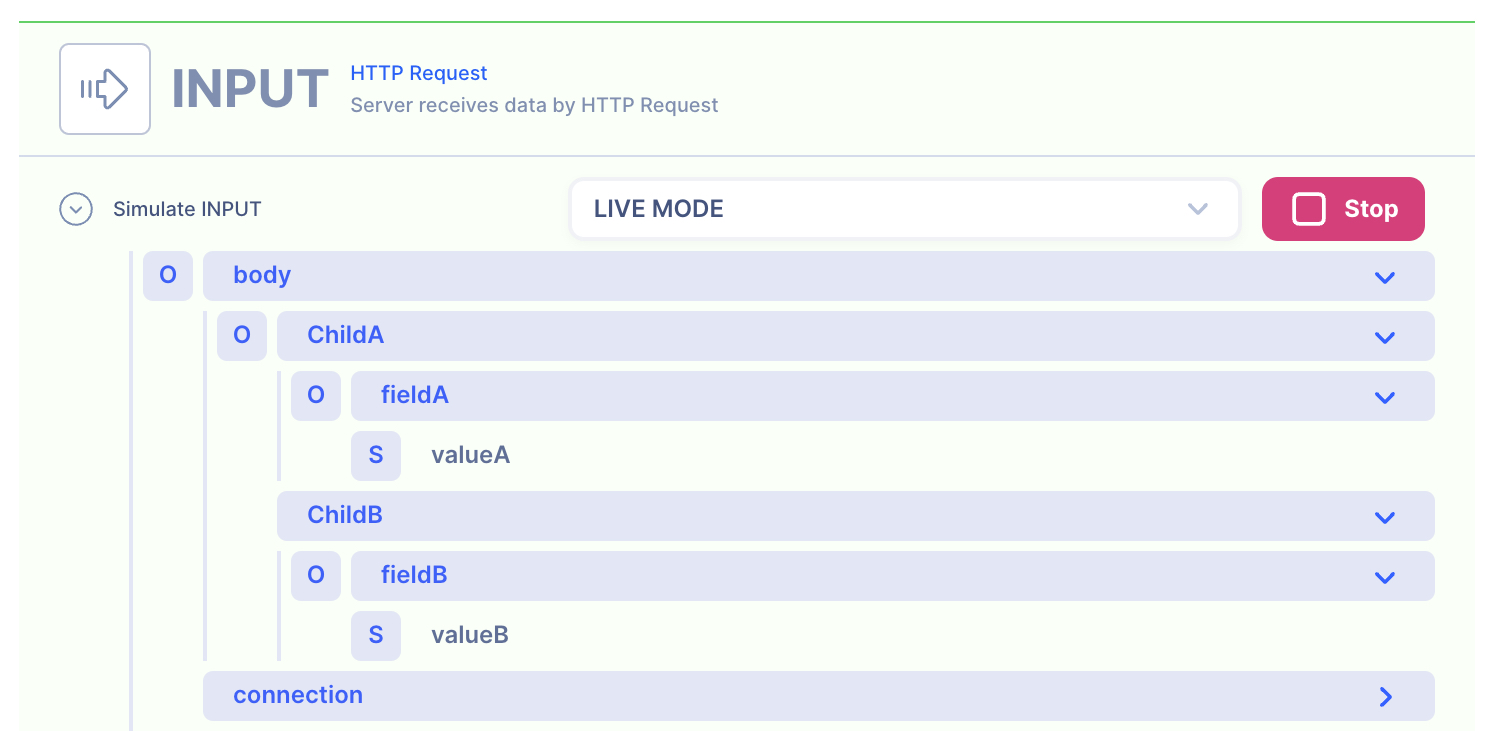 INPUT
HTTP Request
Server receives data by HTTP Request
Simulate INPUT
LIVE MODE
Stop
O body
O ChildA
O fieldA
S valueA
ChildB
O fieldB
S valueB
connection